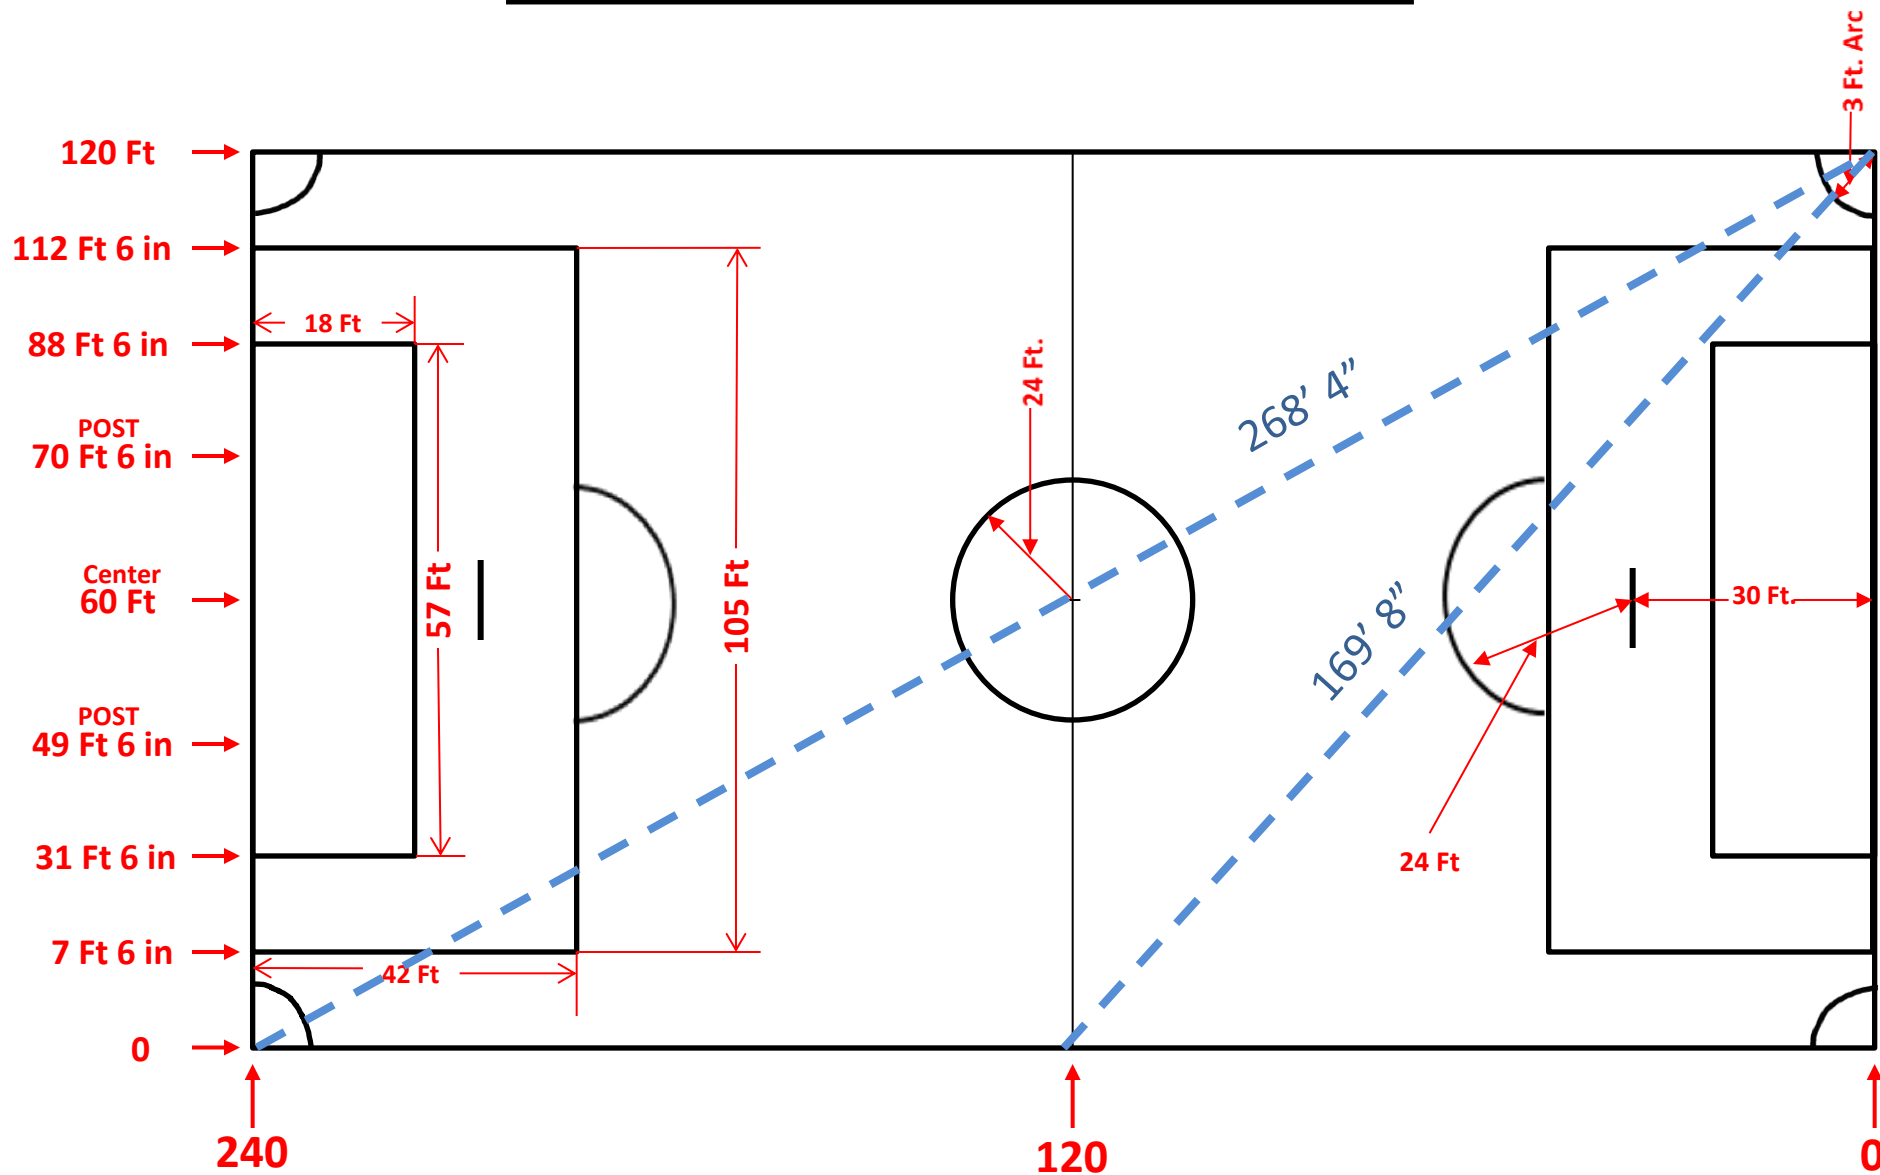 3 Ft. Arc
120 Ft
112 Ft 6 in
18 Ft
88 Ft 6 in
24 Ft.
268’ 4”
POST
70 Ft 6 in
Center
60 Ft
57 Ft
105 Ft
169’ 8”
30 Ft.
POST
49 Ft 6 in
31 Ft 6 in
24 Ft
7 Ft 6 in
42 Ft
0
240
120
0